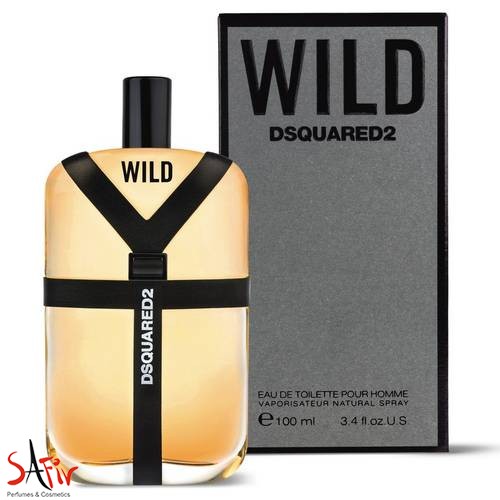 WILD
DSQUARED2
WILD
DSQUARED2
EAU DE TOILETTE POUR HOMME
VAPORISATEUR NATURAL SPRAY
e 100 ml 3.4 fl.oz.U.S.
SAFIR
Perfumes & Cosmetics